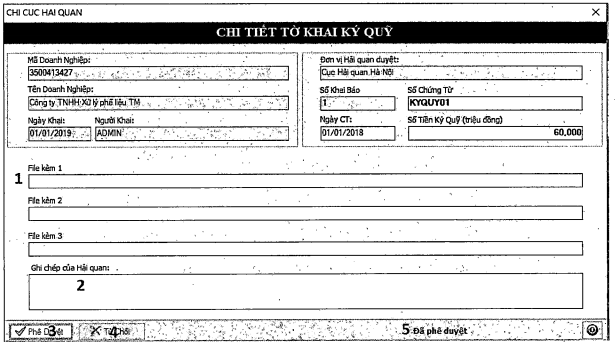 CHI CUC HAI QUAN
CHI TIẾT TỜ KHAI KÝ QUỸ
Mã Doanh Nghiệp:
3500413427
Tên Doanh Nghiệp:
Công ty TNHH Xử lý phế liệu TM
Ngày Khai: Người Khai:
01/01/2019 ADMIN
Đơn vị Hải quan duyệt:
Cục Hải quan Hà Nội
Số Khai Báo Số Chứng Từ
1 KYQUY01
Ngày CT: Số Tiền Ký Quỹ (triệu đồng)
01/01/2018 60,000
File kèm 1
1
File kèm 2
File kèm 3
Ghi chép của Hải quan:
2
Phê Duyệt 3 Từ Chối 4 5 Đã phê duyệt